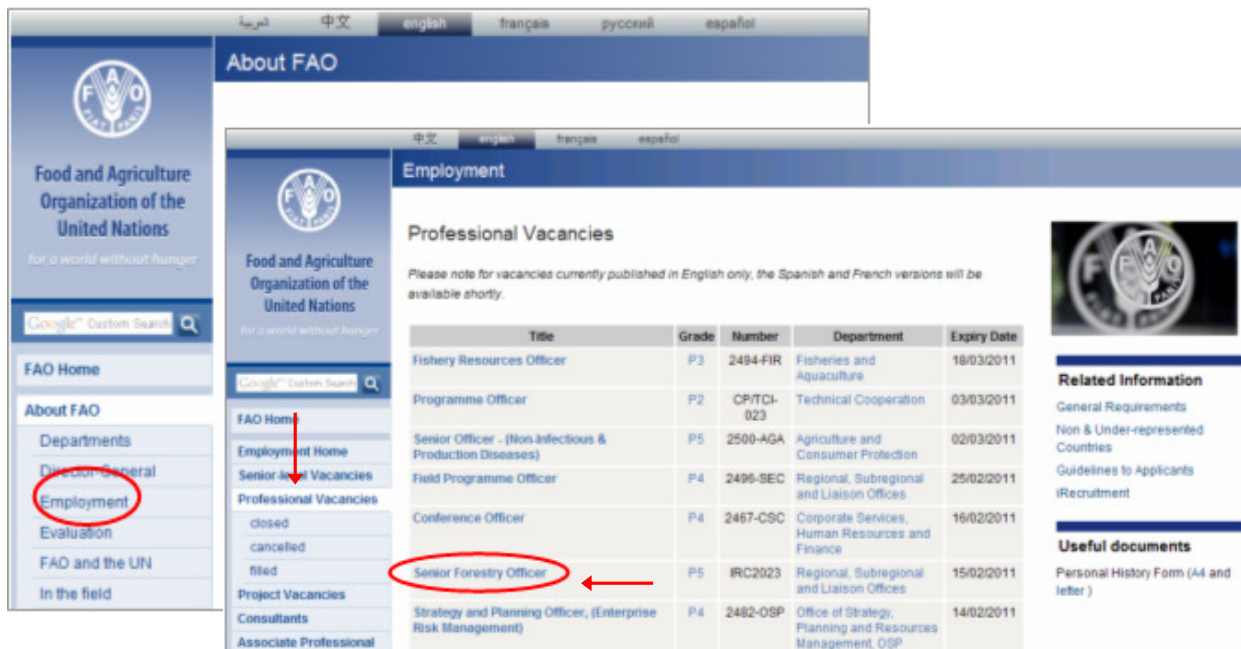 العربية 中文 english français русский español
About FAO
F A O
FIAT PANIS
Food and Agriculture
Organization of the
United Nations
for a world without hunger
Google™ Custom Search
FAO Home
About FAO
Departments
Director-General
Employment
Evaluation
FAO and the UN
In the field
中文 english français español
Employment
F A O
FIAT PANIS
Food and Agriculture
Organization of the
United Nations
for a world without hunger
Google™ Custom Search
FAO Home
Employment Home
Senior-level Vacancies
Professional Vacancies
closed
cancelled
filled
Project Vacancies
Consultants
Associate Professional
Professional Vacancies
Please note for vacancies currently published in English only, the Spanish and French versions will be
available shortly.
Title Grade Number Department Expiry Date
Fishery Resources Officer P3 2494-FIR Fisheries and 18/03/2011
Aquaculture
Programme Officer P2 CP/TCI- Technical Cooperation 03/03/2011
023
Senior Officer - (Non-Infectious & P5 2500-AGA Agriculture and 02/03/2011
Production Diseases) Consumer Protection
Field Programme Officer P4 2496-SEC Regional, Subregional 25/02/2011
and Liaison Offices
Conference Officer P4 2467-CSC Corporate Services, 16/02/2011
Human Resources and
Finance
Senior Forestry Officer P5 IRC2023 Regional, Subregional 15/02/2011
and Liaison Offices
Strategy and Planning Officer, (Enterprise P4 2482-OSP Office of Strategy, 14/02/2011
Risk Management) Planning and Resources
Management, OSP
F A O
PANIS
Related Information
General Requirements
Non & Under-represented
Countries
Guidelines to Applicants
iRecruitment
Useful documents
Personal History Form (A4 and
letter )